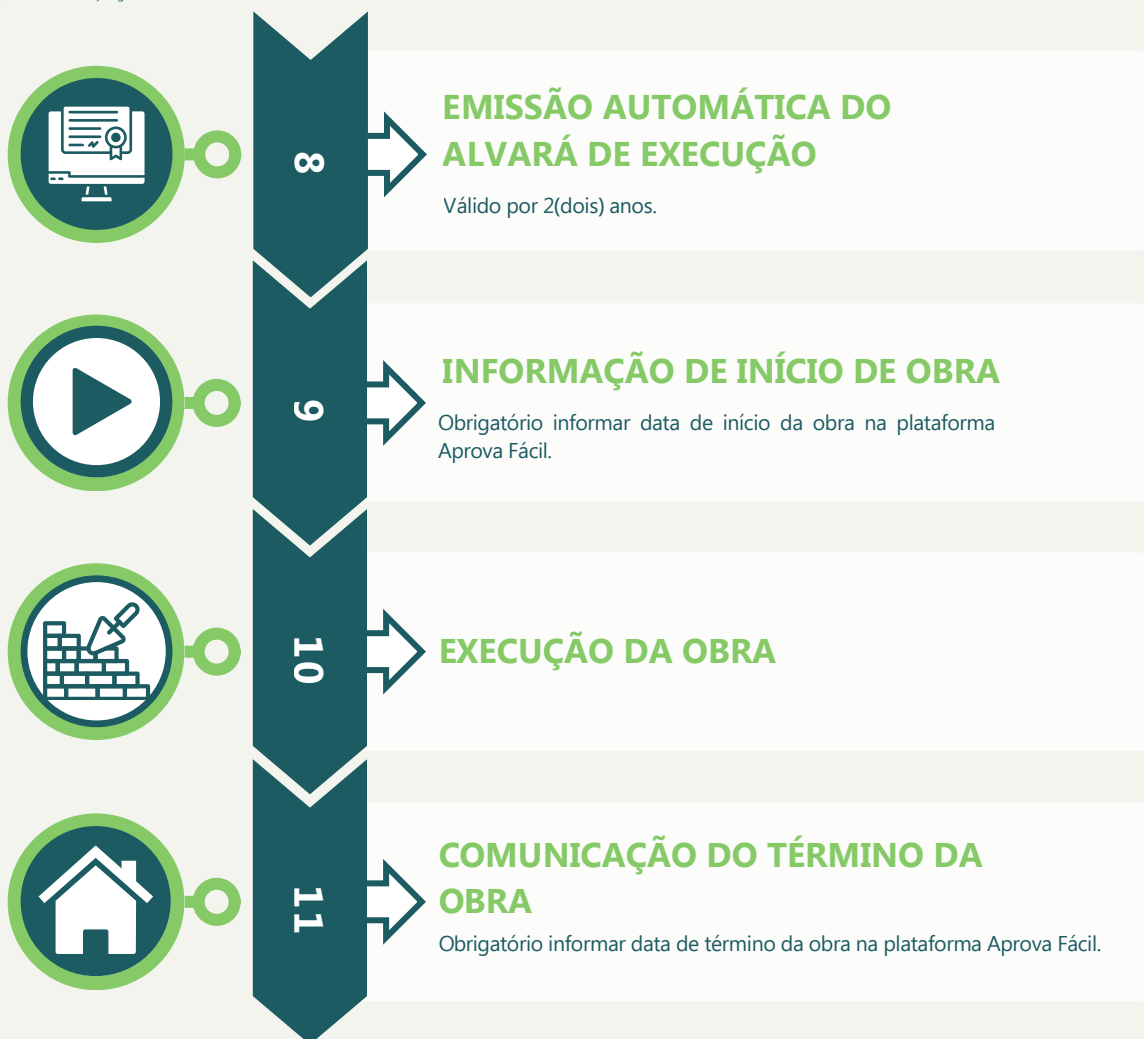 8
EMISSÃO AUTOMÁTICA DO
ALVARÁ DE EXECUÇÃO
Válido por 2(dois) anos.
9
INFORMAÇÃO DE INÍCIO DE OBRA
Obrigatório informar data de início da obra na plataforma
Aprova Fácil.
10
EXECUÇÃO DA OBRA
11
COMUNICAÇÃO DO TÉRMINO DA
OBRA
Obrigatório informar data de término da obra na plataforma Aprova Fácil.